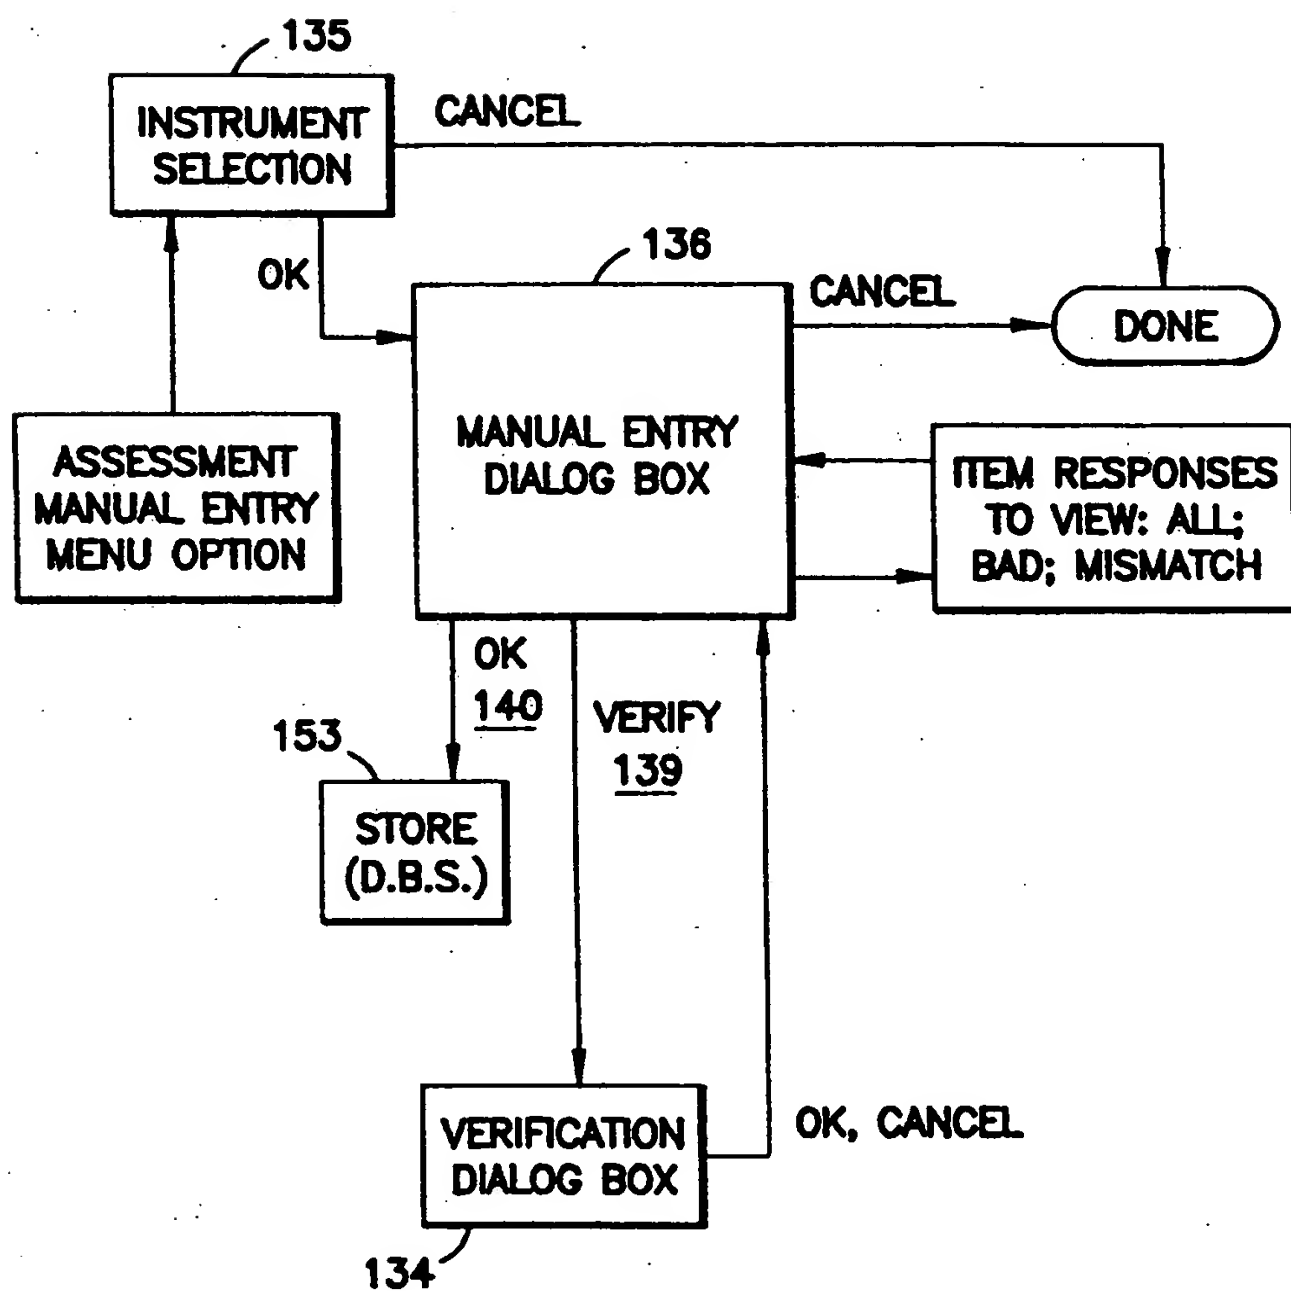 135
INSTRUMENT
SELECTION
CANCEL
OK
136
CANCEL
DONE
ASSESSMENT
MANUAL ENTRY
MENU OPTION
MANUAL ENTRY
DIALOG BOX
ITEM RESPONSES
TO VIEW: ALL;
BAD; MISMATCH
OK
140
VERIFY
139
153
STORE
(D.B.S.)
VERIFICATION
DIALOG BOX
OK, CANCEL
134